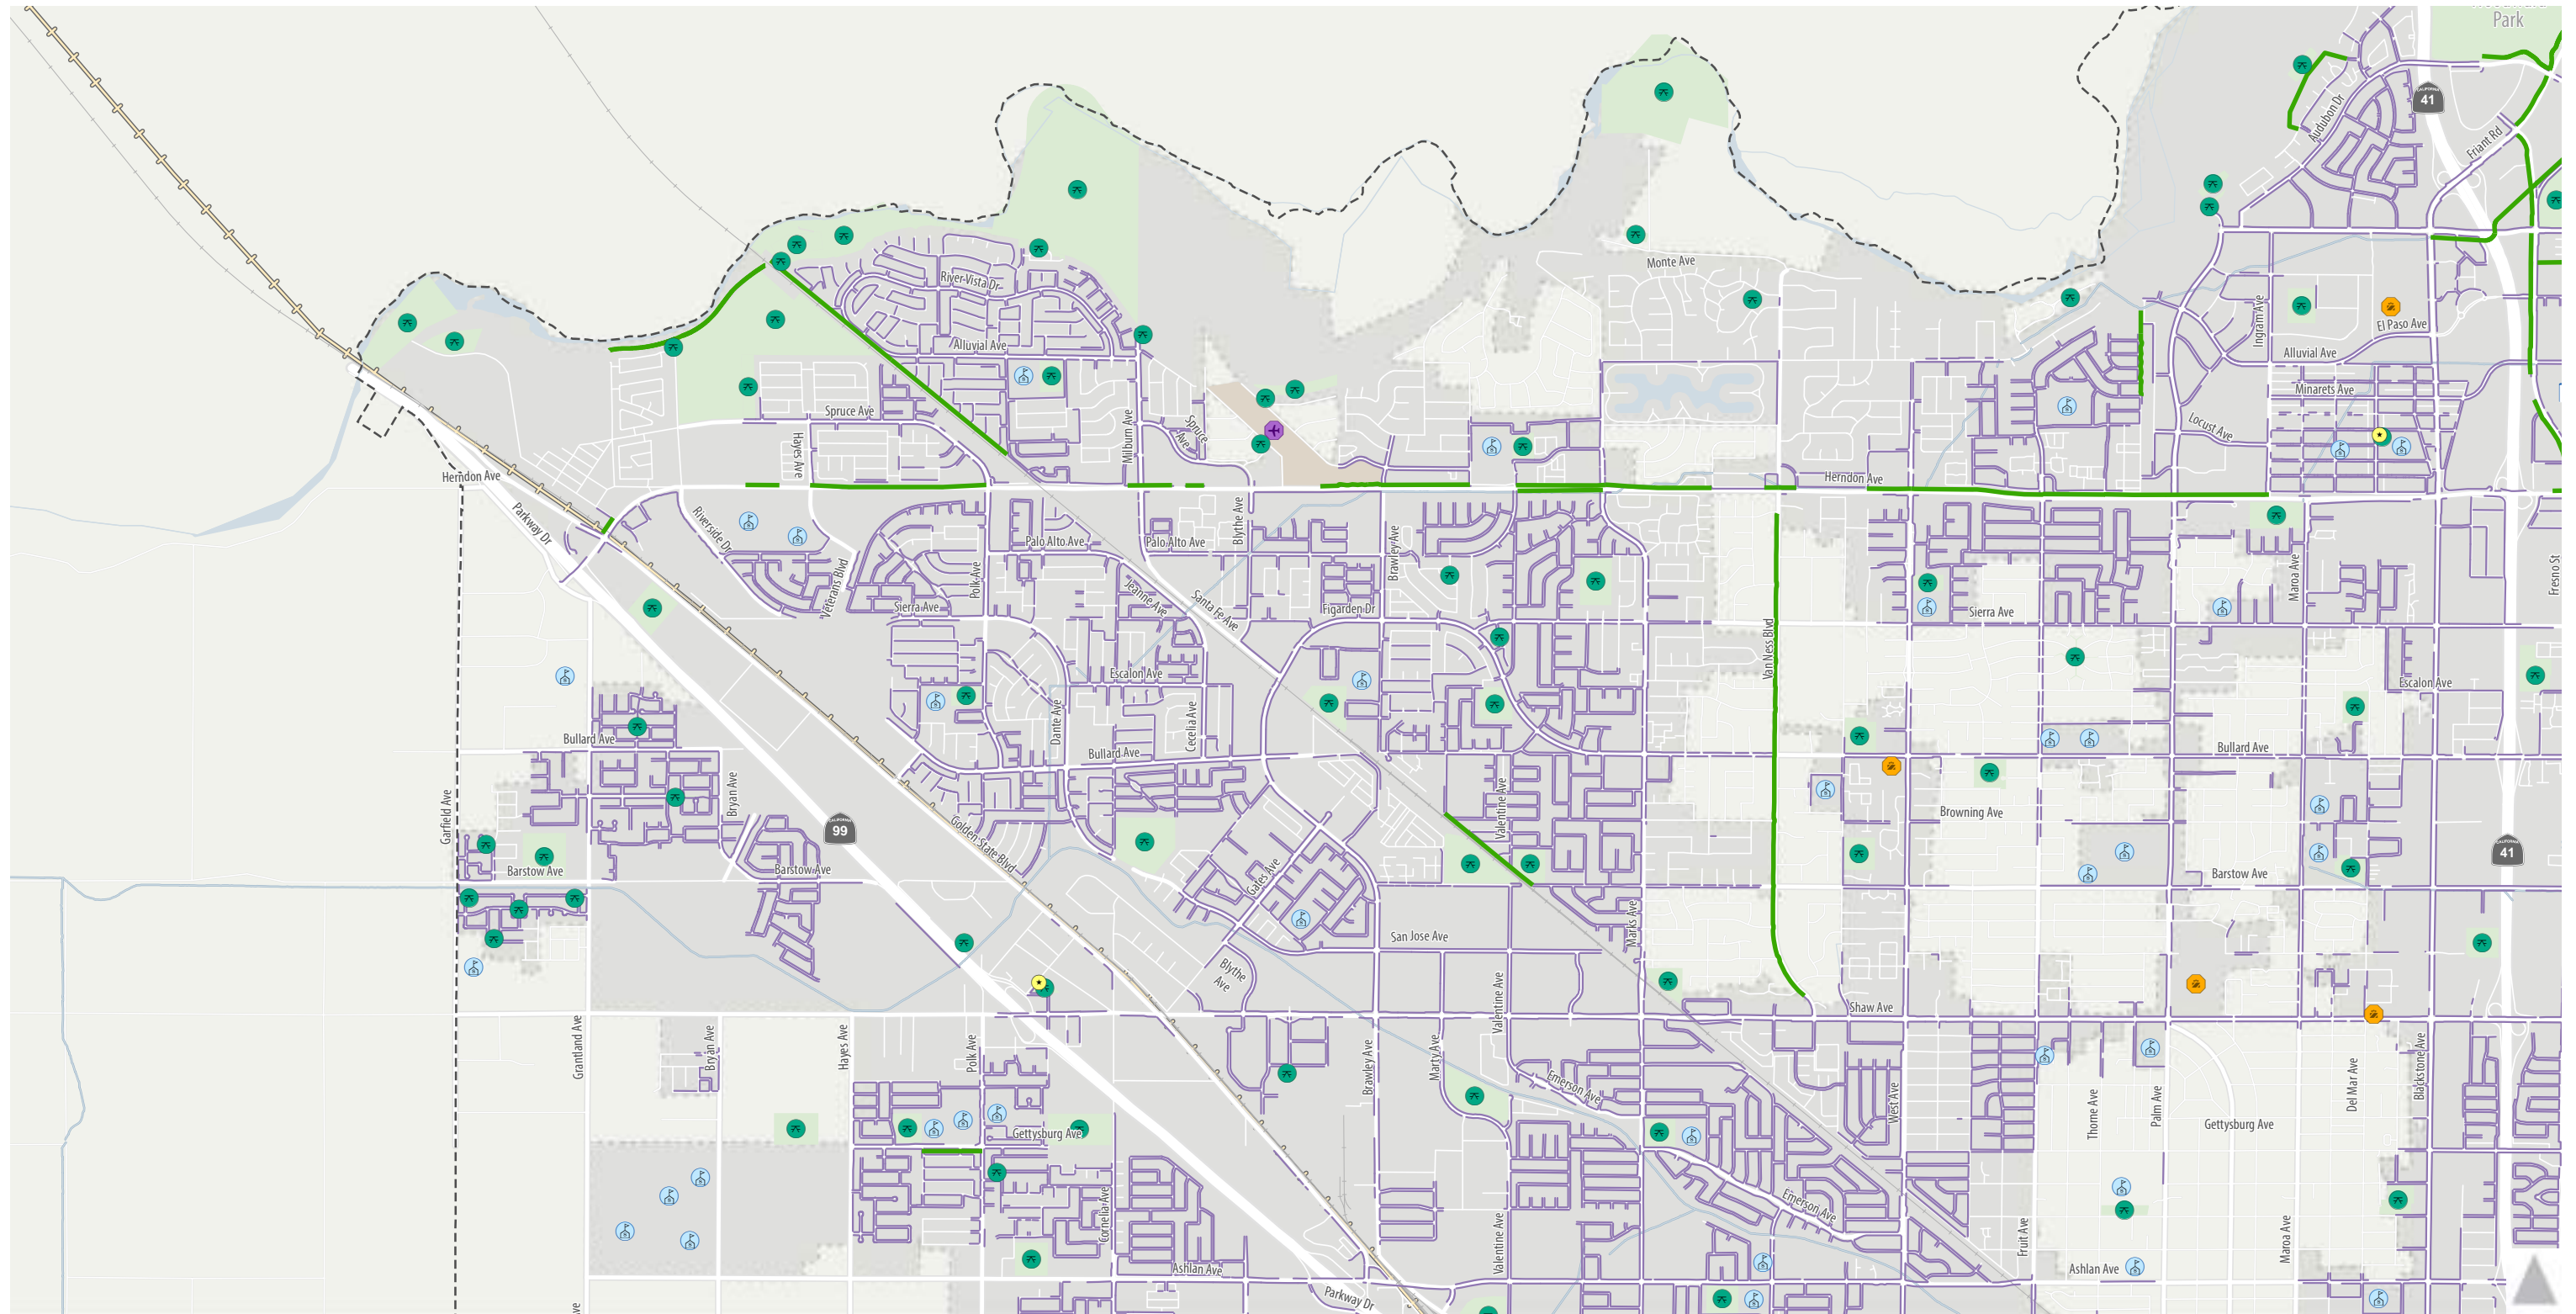 Park
CALIFORNIA
41
Audubon Dr
Friant Rd
Monte Ave
River Vista Dr
Ingram Ave
El Paso Ave
Alluvial Ave
Alluvial Ave
Minarets Ave
Spruce Ave
Milburn Ave
Spruce
Ave
Locust Ave
Hayes Ave
Herndon Ave
Herndon Ave
Parkway Dr
Riverside Dr
Blythe Ave
Palo Alto Ave
Palo Alto Ave
Brawley Ave
Maroa Ave
Fresno St
Veterans Blvd
Polk Ave
Jeanne Ave
Santa Fe Ave
Sierra Ave
Figarden Dr
Sierra Ave
Van Ness Blvd
Escalon Ave
Escalon Ave
Dante Ave
Cecelia Ave
Bullard Ave
Bullard Ave
Bullard Ave
Garfield Ave
Bryan Ave
Valentine Ave
Browning Ave
CALIFORNIA
99
Golden State Blvd
CALIFORNIA
41
Barstow Ave
Barstow Ave
Gates Ave
Barstow Ave
Marks Ave
San Jose Ave
Blythe
Ave
Valentine Ave
Shaw Ave
Grantland Ave
Bryan Ave
Hayes Ave
Polk Ave
Brawley Ave
Marty Ave
Emerson Ave
West Ave
Thorne Ave
Palm Ave
Del Mar Ave
Blackstone Ave
Gettysburg Ave
Gettysburg Ave
Cornelia Ave
Valentine Ave
Emerson Ave
Fruit Ave
Maroa Ave
Ashlan Ave
Ashlan Ave
Parkway Dr